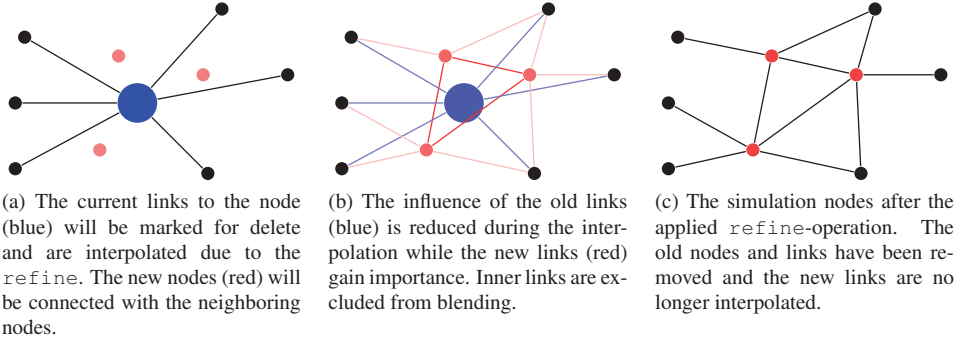 (a) The current links to the node
(blue) will be marked for delete
and are interpolated due to the
refine. The new nodes (red) will
be connected with the neighboring
nodes.
(b) The influence of the old links
(blue) is reduced during the inter-
polation while the new links (red)
gain importance. Inner links are ex-
cluded from blending.
(c) The simulation nodes after the
applied refine-operation. The
old nodes and links have been re-
moved and the new links are no
longer interpolated.